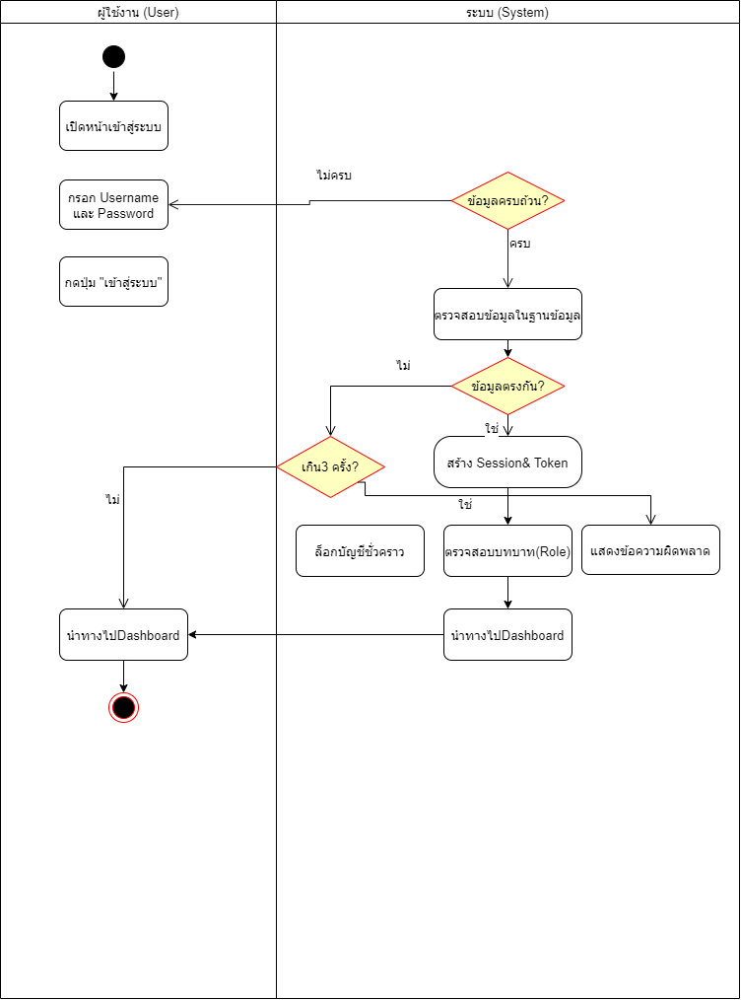 ผู้ใช้งาน (User)
ระบบ (System)
เปิดหน้าเข้าสู่ระบบ
ไม่ครบ
กรอก Username
และ Password
ข้อมูลครบถ้วน?
ครบ
กดปุ่ม "เข้าสู่ระบบ"
ตรวจสอบข้อมูลในฐานข้อมูล
ไม่
ข้อมูลตรงกัน?
ใช่
เกิน3 ครั้ง?
สร้าง Session& Token
ไม่
ใช่
ล็อกบัญชีชั่วคราว
ตรวจสอบบทบาท(Role)
แสดงข้อความผิดพลาด
นำทางไปDashboard
นำทางไปDashboard